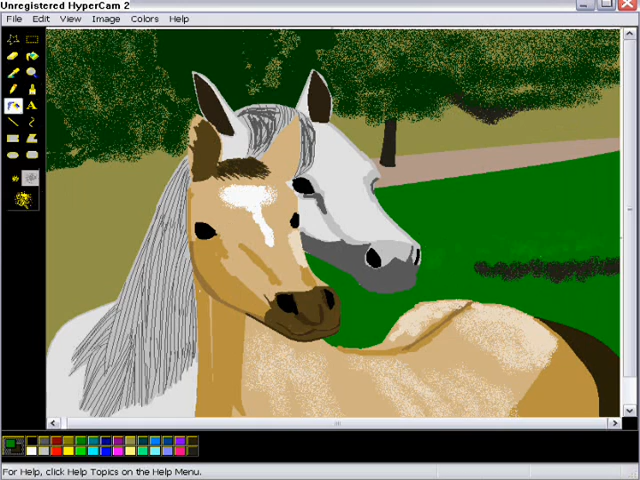 Unregistered HyperCam 2
File Edit View Image Colors Help
A
For Help, click Help Topics on the Help Menu.